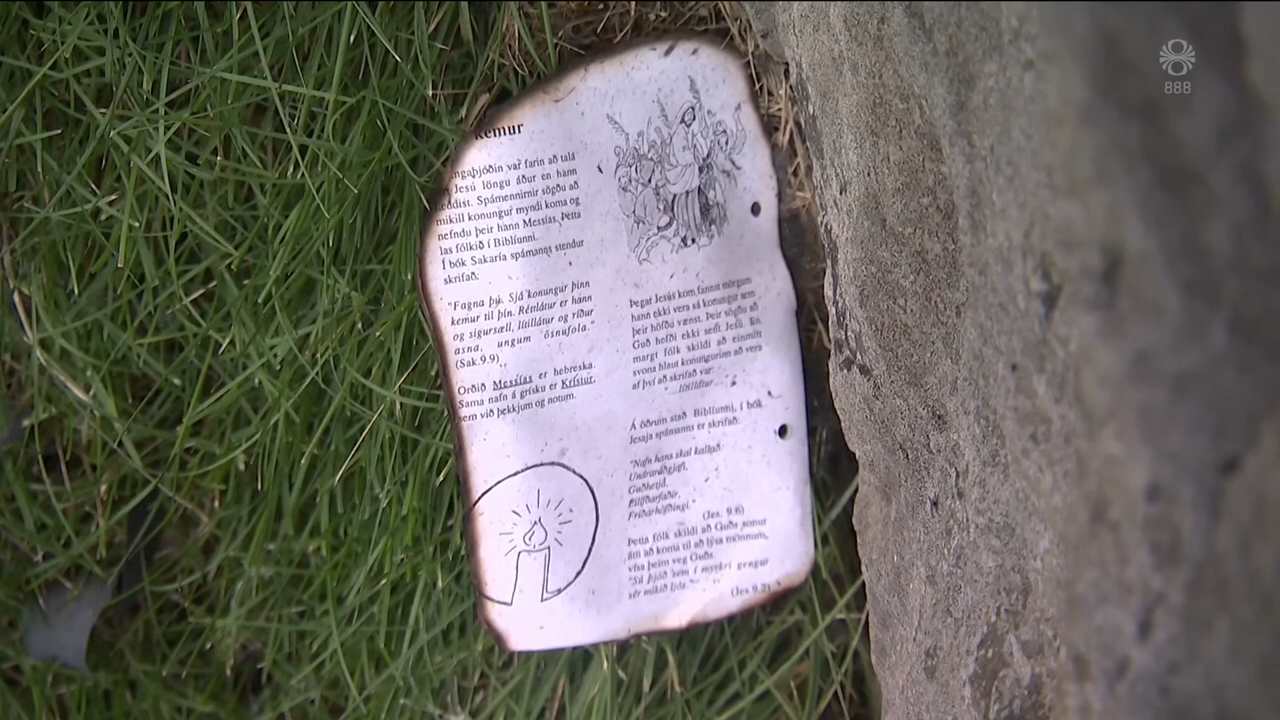 kemur
ngaþjóðin var farin að tala
Jesú löngu áður en hann
ddist. Spámennirnir sögðu að
mikill konungur myndi koma og
nefndu þeir hann Messías. Þetta
las fólkið í Biblíunni.
Í bók Sakaría spámanns stendur
skrifað:
"Fagna þú. Sjá konungur þinn
kemur til þín. Réttlátur er hann
og sigursæll, lítillátur og ríður
asna, ungum ösnufola."
(Sak.9.9)
Orðið Messías er hebreska.
Sama nafn á grísku er Kristur,
sem við þekkjum og notum.
Þegar Jesús kom fannst mörgum
hann ekki vera sá konungur sem
þeir höfðu vænst. Þeir sögðu að
Guð hefði ekki sent Jesú. En
margt fólk skildi að einmitt
svona hlaut konungurinn að vera
af því að skrifað var:
"...lítillátur...."
Á öðrum stað Biblíunni, í bók
Jesaja spámanns er skrifað:
"Nafn hans skal kallað:
Undraráðgjafi,
Guðhetja,
Eilífðarfaðir,
Friðarhöfðingi."
(Jes. 9.6)
Þetta fólk skildi að Guðs sonur
átti að koma til að lýsa mönnum,
vísa þeim veg Guðs.
"Sú þjóð sem í myrkri gengur
sér mikið ljós."
(Jes 9.2)
888